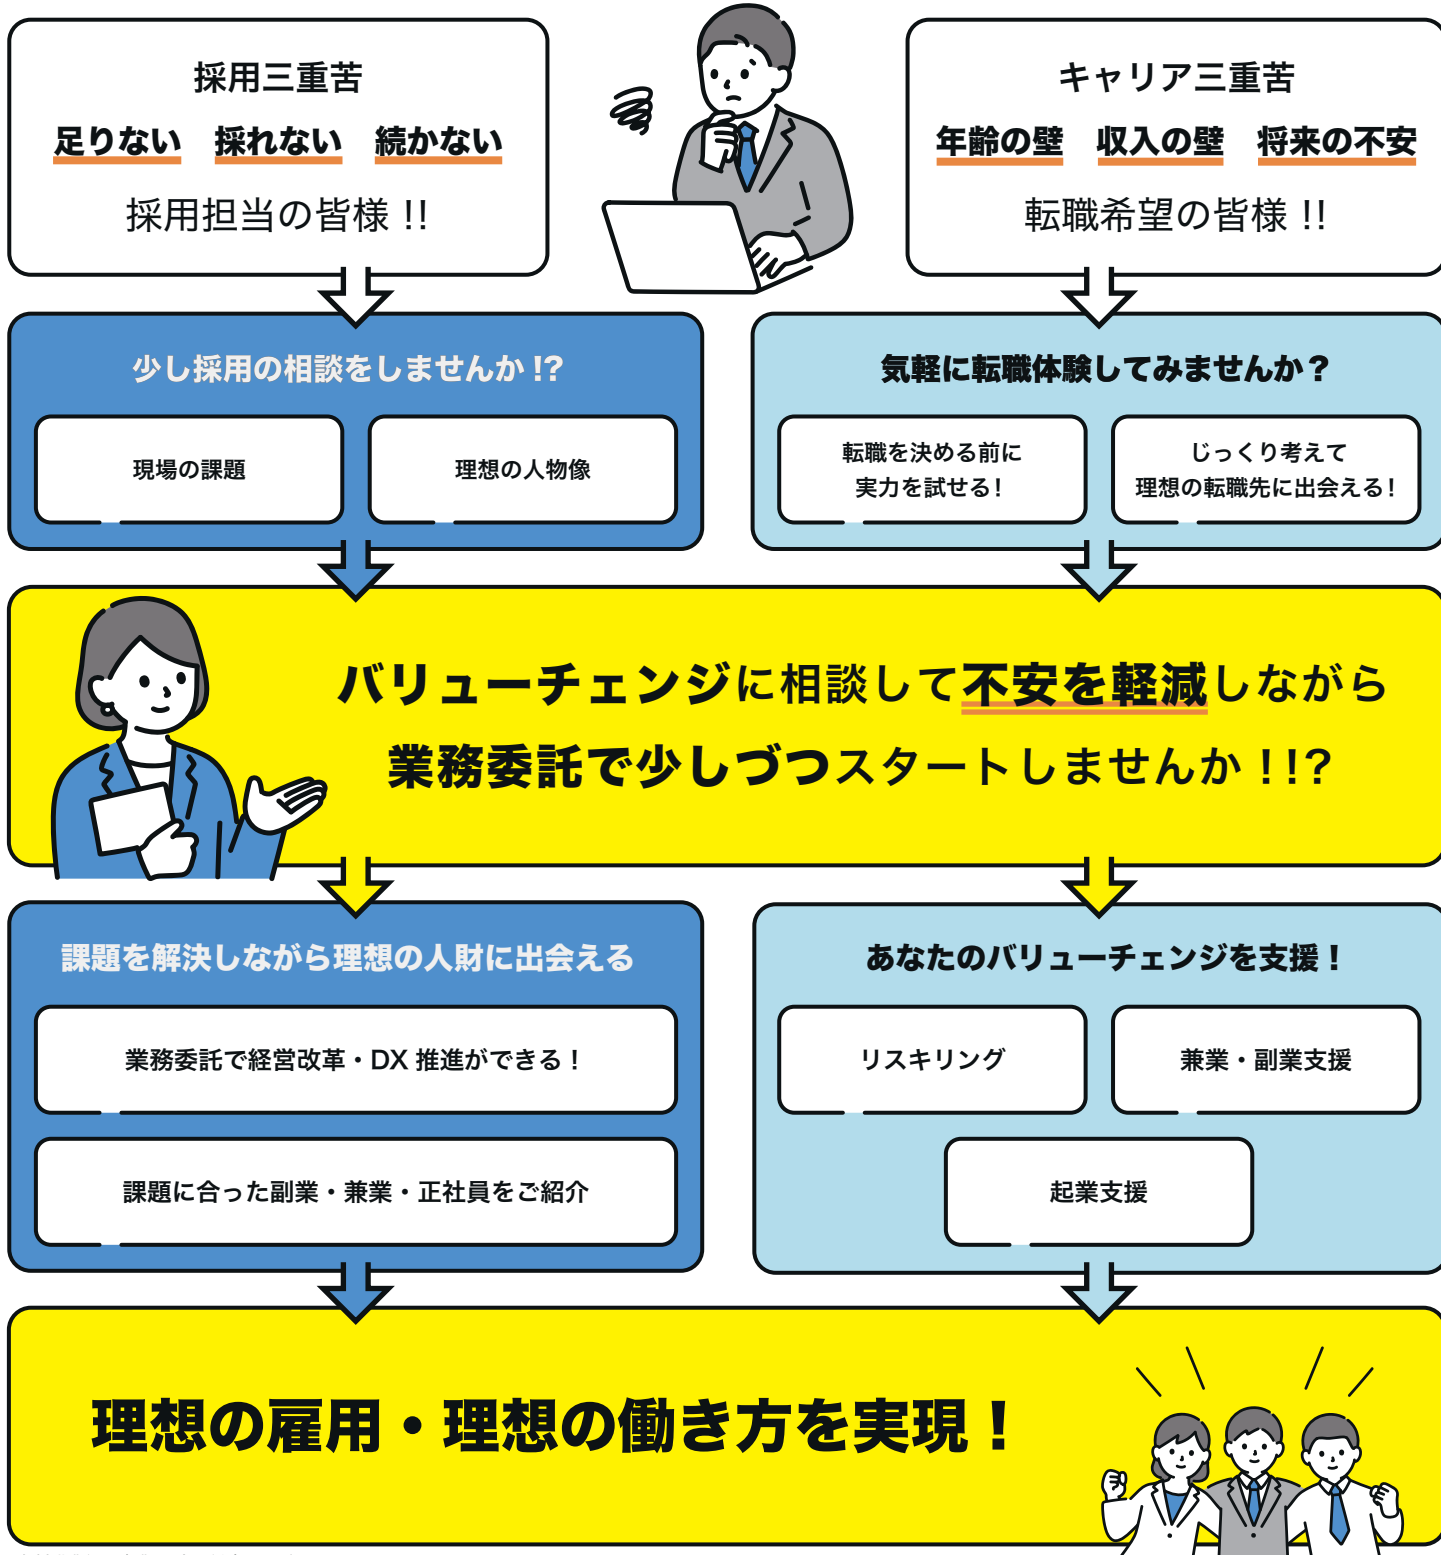 採用三重苦
足りない 採れない 続かない
採用担当の皆様 !!
キャリア三重苦
年齢の壁 収入の壁 将来の不安
転職希望の皆様 !!
少し採用の相談をしませんか !?
現場の課題
理想の人物像
気軽に転職体験してみませんか？
転職を決める前に
実力を試せる！
じっくり考えて
理想の転職先に出会える！
バリューチェンジに相談して不安を軽減しながら
業務委託で少しづつスタートしませんか !!?
課題を解決しながら理想の人財に出会える
業務委託で経営改革・DX 推進ができる！
課題に合った副業・兼業・正社員をご紹介
あなたのバリューチェンジを支援！
リスキリング
兼業・副業支援
起業支援
理想の雇用・理想の働き方を実現！